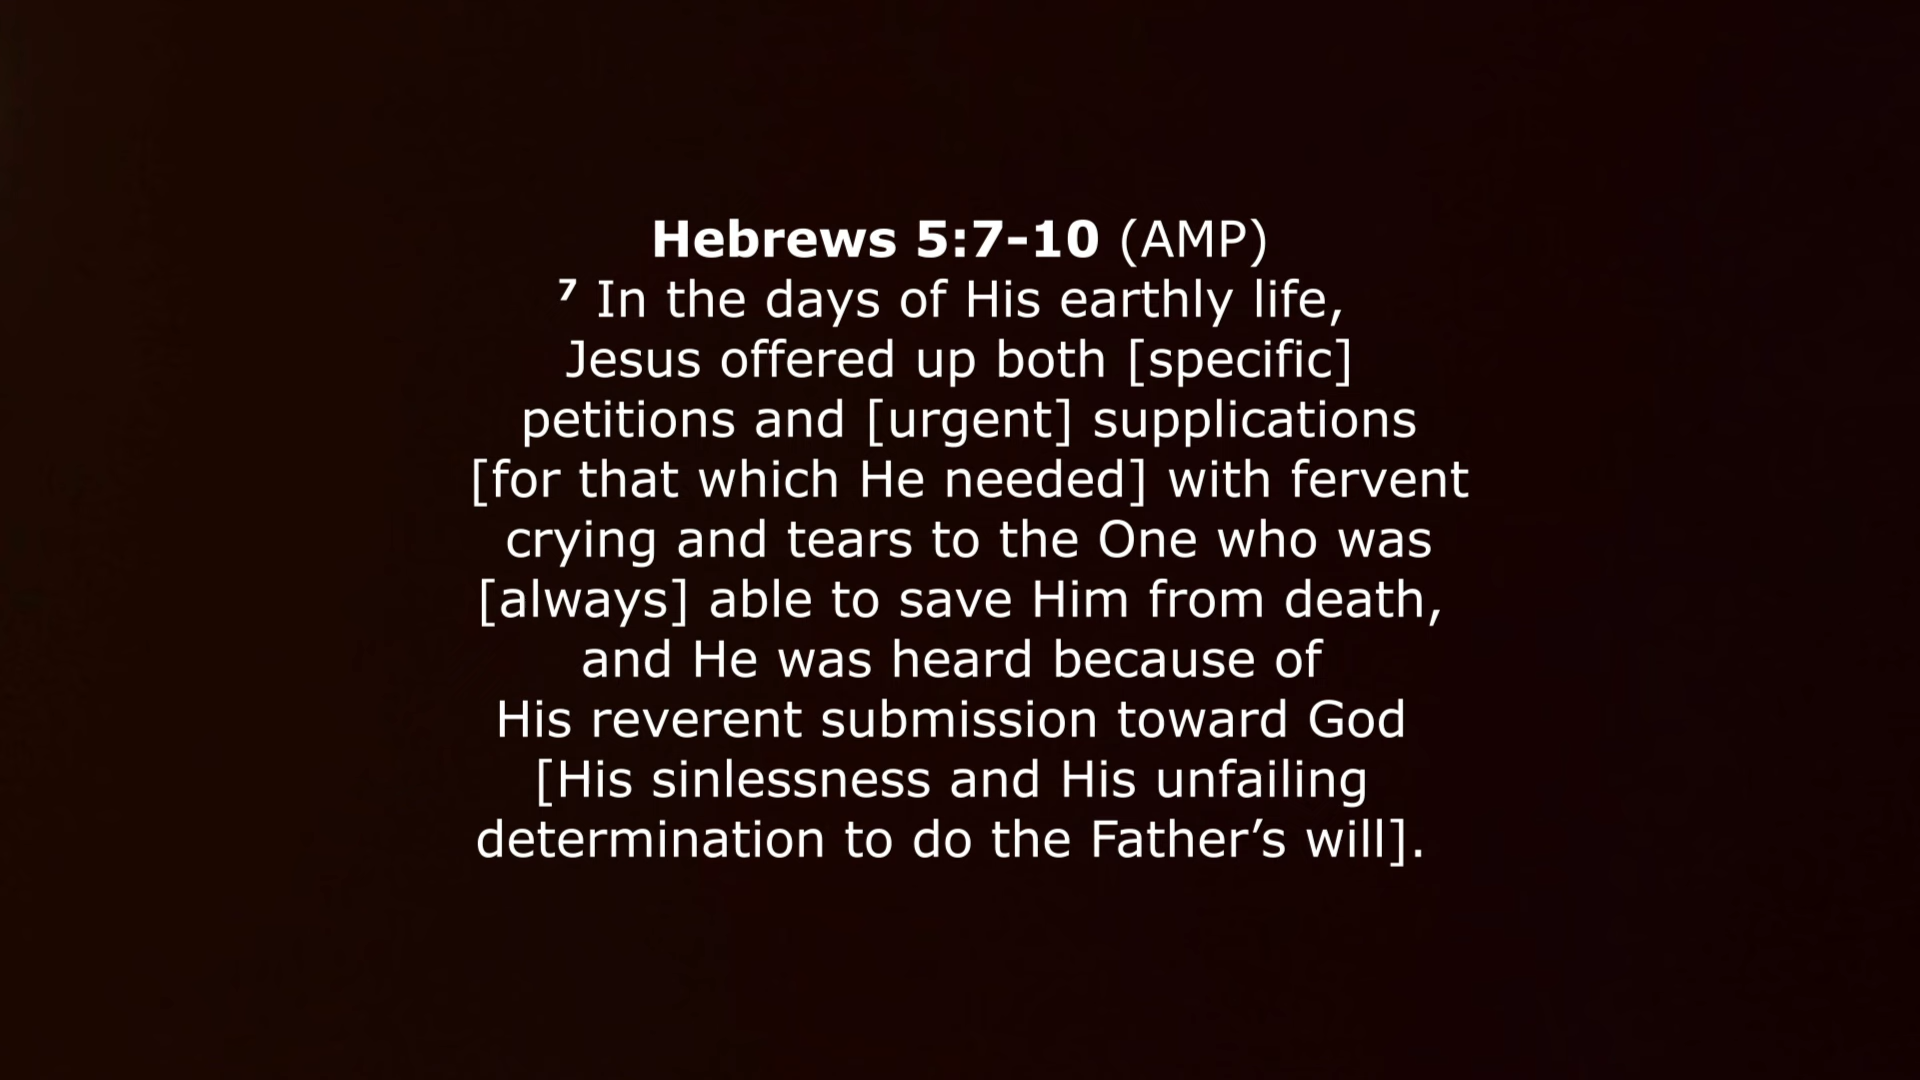 Hebrews 5:7-10 (AMP)
⁷ In the days of His earthly life,
Jesus offered up both [specific]
petitions and [urgent] supplications
[for that which He needed] with fervent
crying and tears to the One who was
[always] able to save Him from death,
and He was heard because of
His reverent submission toward God
[His sinlessness and His unfailing
determination to do the Father’s will].